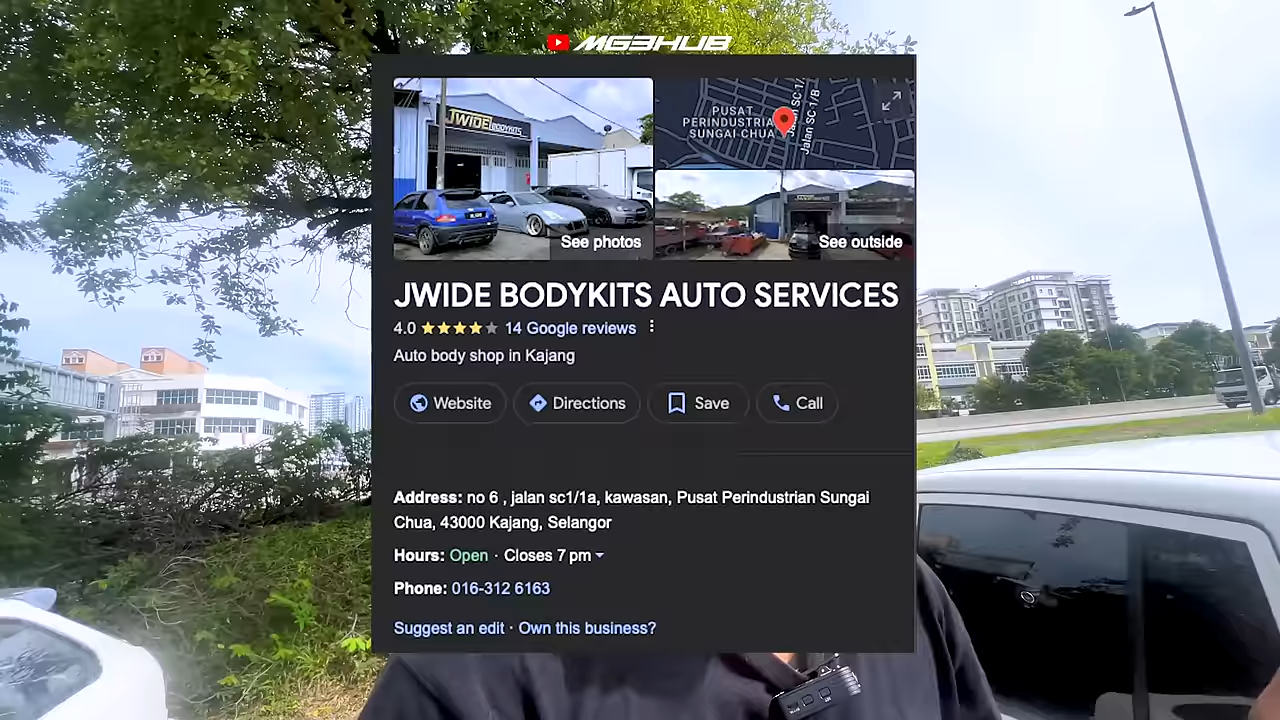 MG3HUB
JWIDE BODYKITS
PUSAT
PERINDUSTRIA
SUNGAI CHUA
Jalan SC 1/B
See photos
See outside
JWIDE BODYKITS AUTO SERVICES
4.0 14 Google reviews
Auto body shop in Kajang
Website Directions Save Call
Address: no 6 , jalan sc1/1a, kawasan, Pusat Perindustrian Sungai
Chua, 43000 Kajang, Selangor
Hours: Open · Closes 7 pm
Phone: 016-312 6163
Suggest an edit · Own this business?